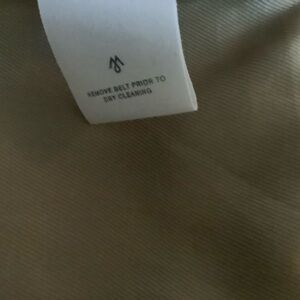 REMOVE BELT PRIOR TO
DRY CLEANING